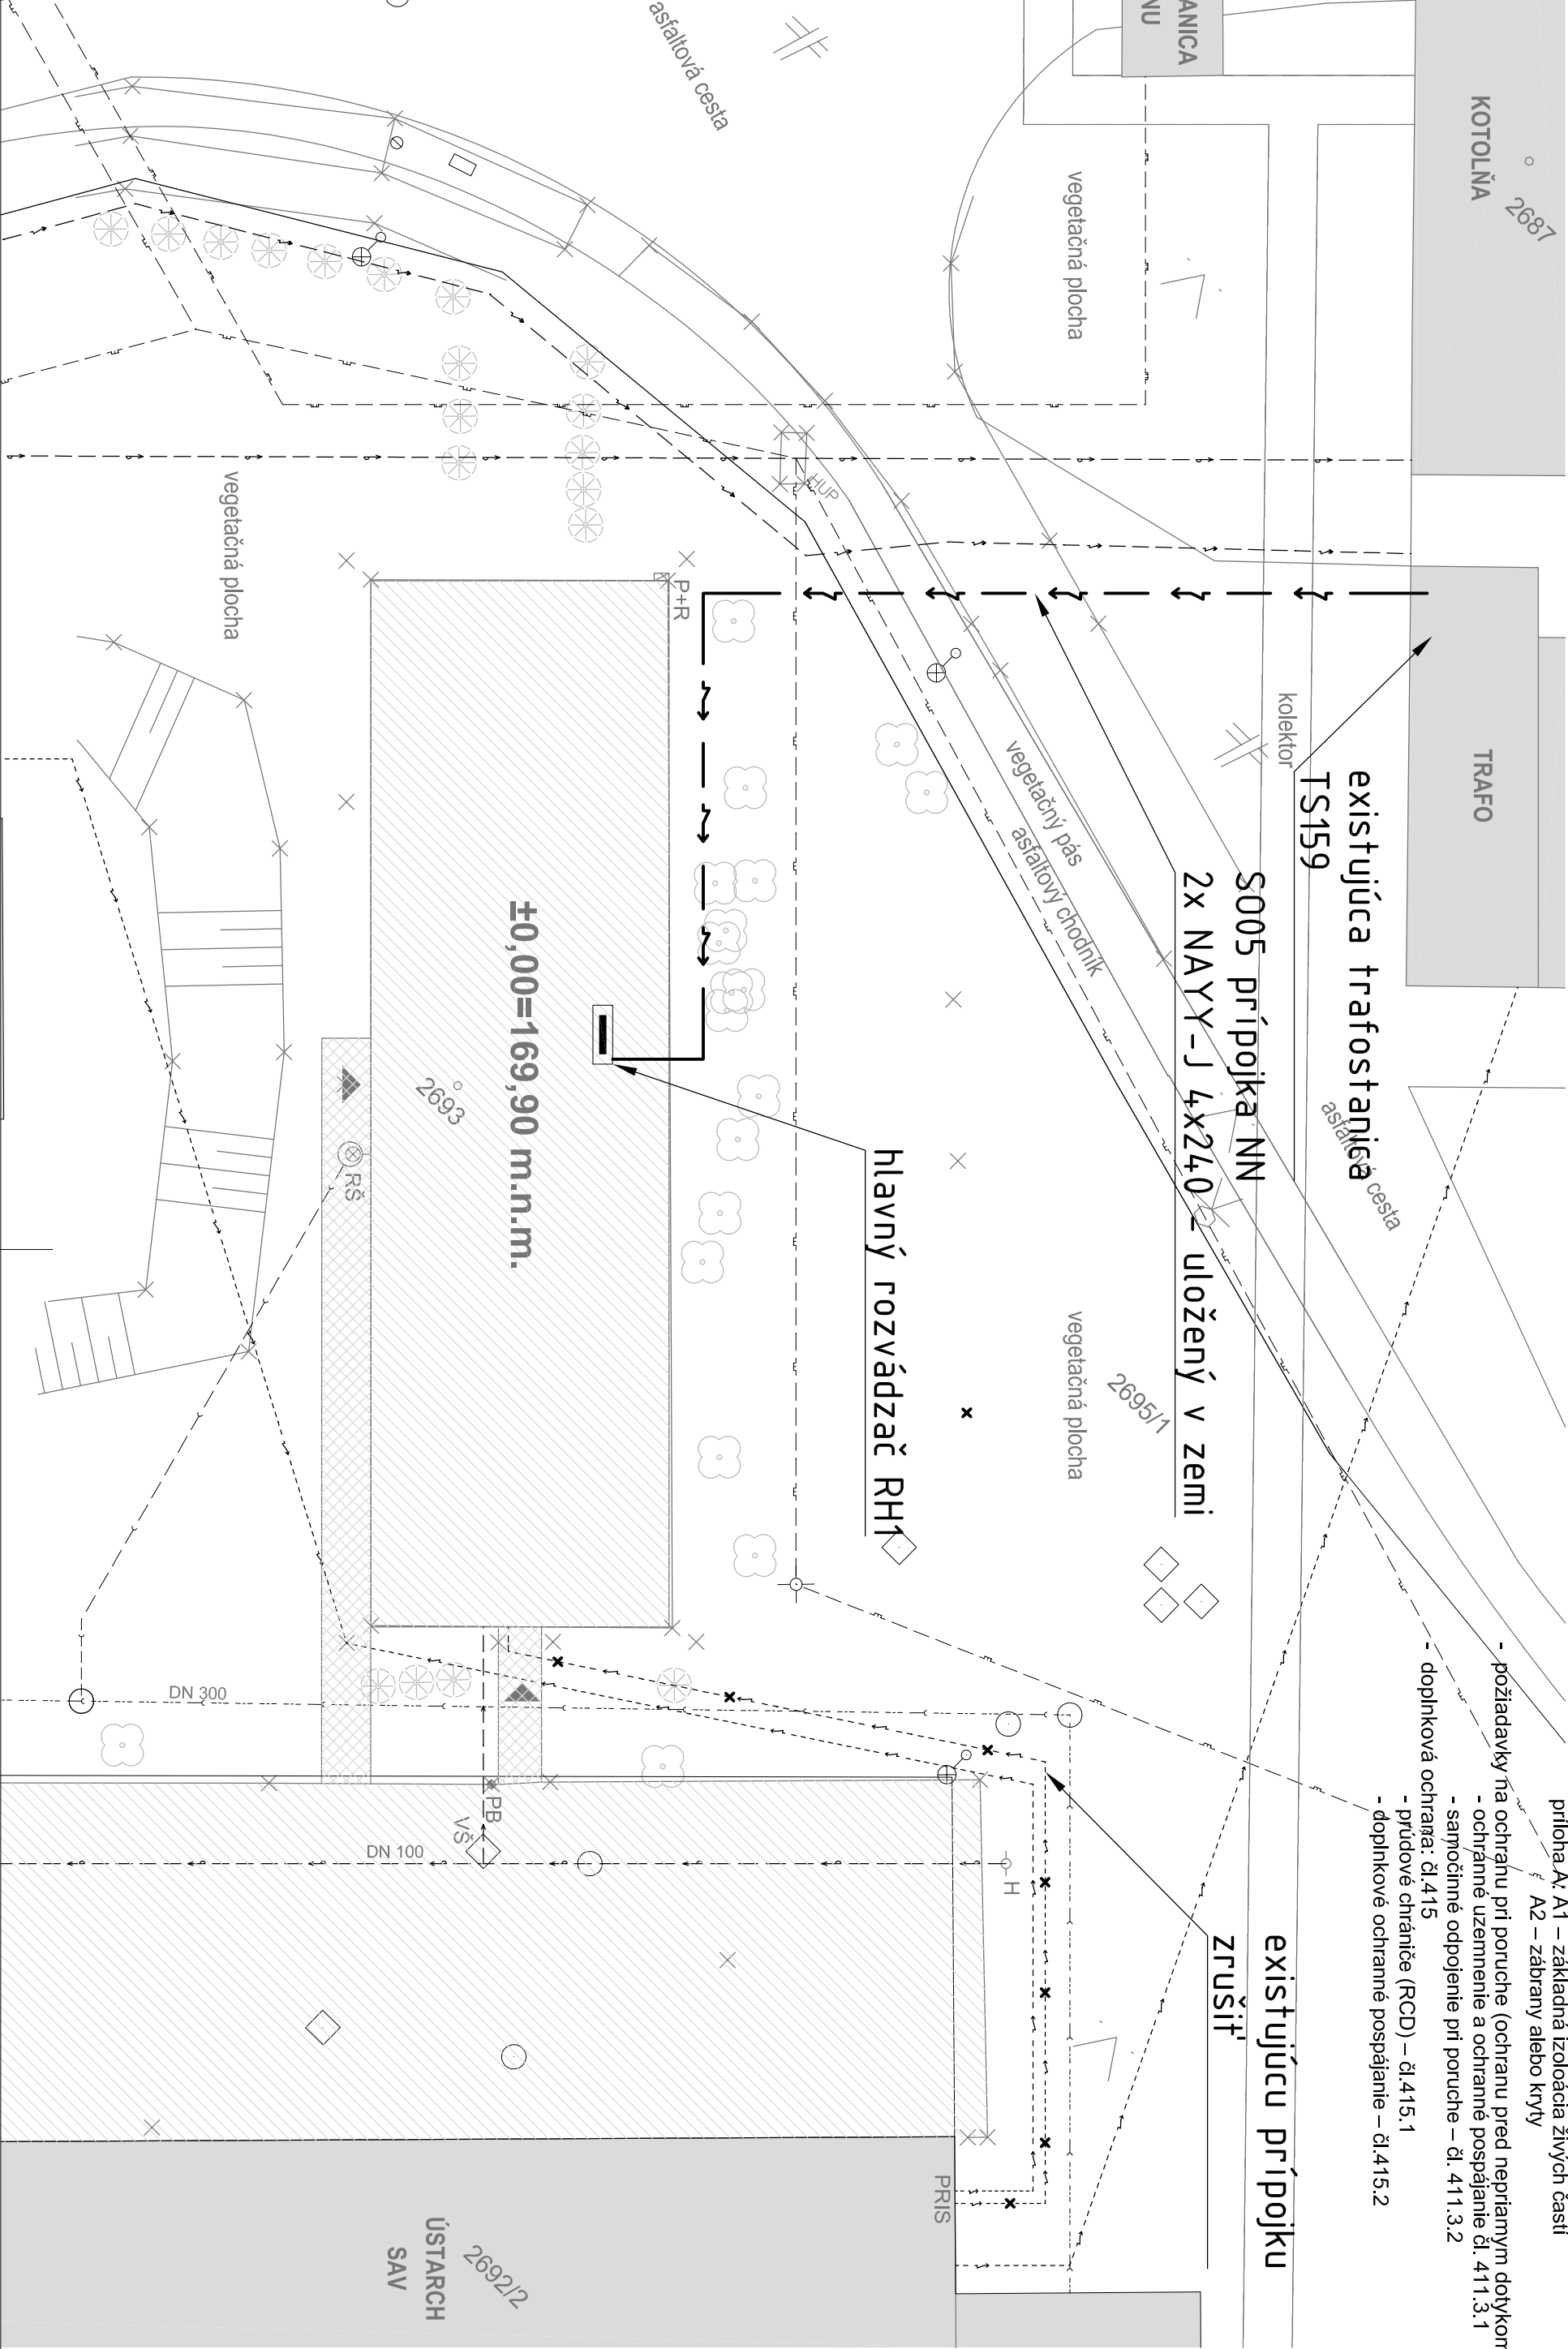 ANICA
NU
KOTOLŇA
2687
asfaltová cesta
vegetačná plocha
HUP
vegetačná plocha
P+R
kolektor
TRAFO
existujúca trafostanica
TS159
SO05 prípojka NN
2x NAYY-J 4x240 - uložený v zemi
vegetačný pás
asfaltový chodník
asfaltová cesta
±0,00=169,90 m.n.m.
2693
RŠ
hlavný rozvádzač RH1
vegetačná plocha
2695/1
príloha A: A1 – základná izoloácia živých častí
A2 – zábrany alebo kryty
- požiadavky na ochranu pri poruche (ochranu pred nepriamym dotykom
- ochranné uzemnenie a ochranné pospájanie čl. 411.3.1
- samočinné odpojenie pri poruche – čl. 411.3.2
- doplnková ochrana: čl.415
- prúdové chrániče (RCD) – čl.415.1
- doplnkové ochranné pospájanie – čl.415.2
DN 300
PB
VŠ
DN 100
H
existujúcu prípojku
zrušiť
PRIS
ÚSTARCH
SAV
2692/2